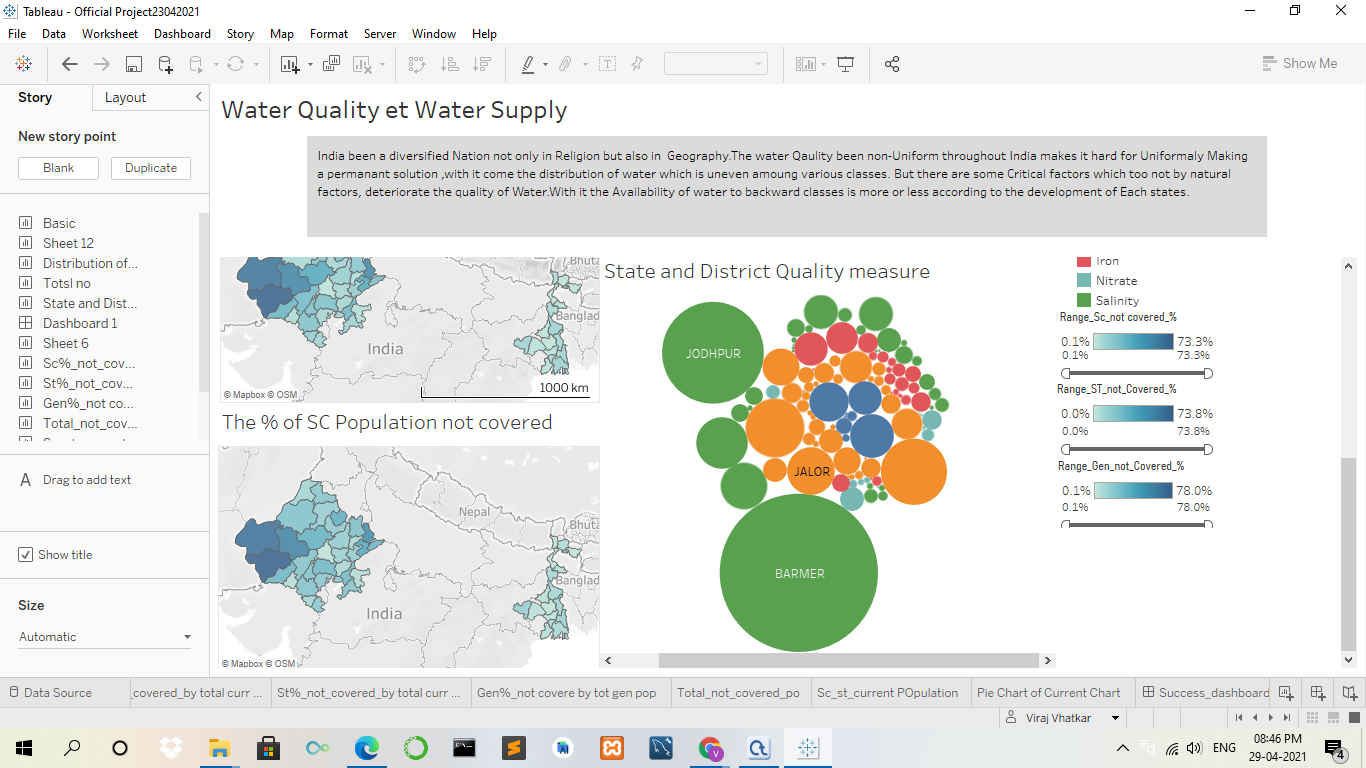 Tableau - Official Project23042021
File Data Worksheet Dashboard Story Map Format Server Window Help
Show Me
Story Layout
New story point
Blank Duplicate
Basic
Sheet 12
Distribution of...
Totsl no
State and Dist...
Dashboard 1
Sheet 6
Sc%_not_cov...
St%_not_cov...
Gen%_not co...
Total_not_cov...
A Drag to add text
Show title
Size
Automatic
Water Quality et Water Supply
India been a diversified Nation not only in Religion but also in Geography.The water Qaulity been non-Uniform throughout India makes it hard for Uniformaly Making
a permanant solution ,with it come the distribution of water which is uneven amoung various classes. But there are some Critical factors which too not by natural
factors, deteriorate the quality of Water.With it the Availability of water to backward classes is more or less according to the development of Each states.
Bhuta
Banglad
India
© Mapbox © OSM
1000 km
The % of SC Population not covered
Nepal
Bhuta
Banglad
India
© Mapbox © OSM
State and District Quality measure
JODHPUR
JALOR
BARMER
Iron
Nitrate
Salinity
Range_Sc_not covered_%
0.1% 73.3%
0.1% 73.3%
Range_ST_not_Covered_%
0.0% 73.8%
0.0% 73.8%
Range_Gen_not_Covered_%
0.1% 78.0%
0.1% 78.0%
Data Source
_covered_by total curr ...
St%_not_covered_by total curr ...
Gen%_not covere by tot gen pop
Total_not_covered_po
Sc_st_current POpulation
Pie Chart of Current Chart
Success_dashboard
Viraj Vhatkar
ENG
08:46 PM
29-04-2021
4